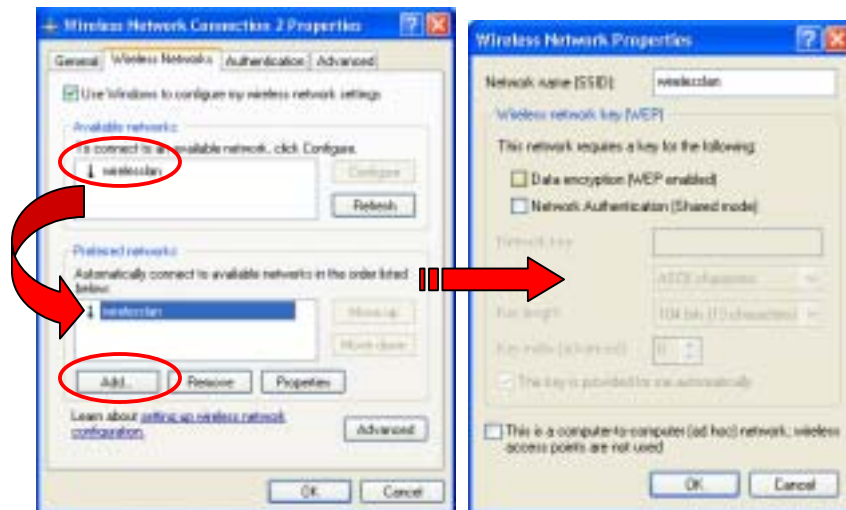 Wireless Network Connection 2 Properties
General
Wireless Networks
Authentication
Advanced
Use Windows to configure my wireless network settings
Available networks:
To connect to an available network, click Configure.
wirelesslan
Configure
Refresh
Preferred networks:
Automatically connect to available networks in the order listed
below:
wirelesslan
Move up
Move down
Add...
Remove
Properties
Learn about setting up wireless network
configuration.
Advanced
OK
Cancel
Wireless Network Properties
Network name (SSID):
wirelesslan
Wireless network key (WEP)
This network requires a key for the following:
Data encryption (WEP enabled)
Network Authentication (Shared mode)
Network key:
ASCII characters
Key length:
104 bits (13 characters)
Key index (advanced):
0
The key is provided for me automatically
This is a computer-to-computer (ad hoc) network; wireless
access points are not used
OK
Cancel